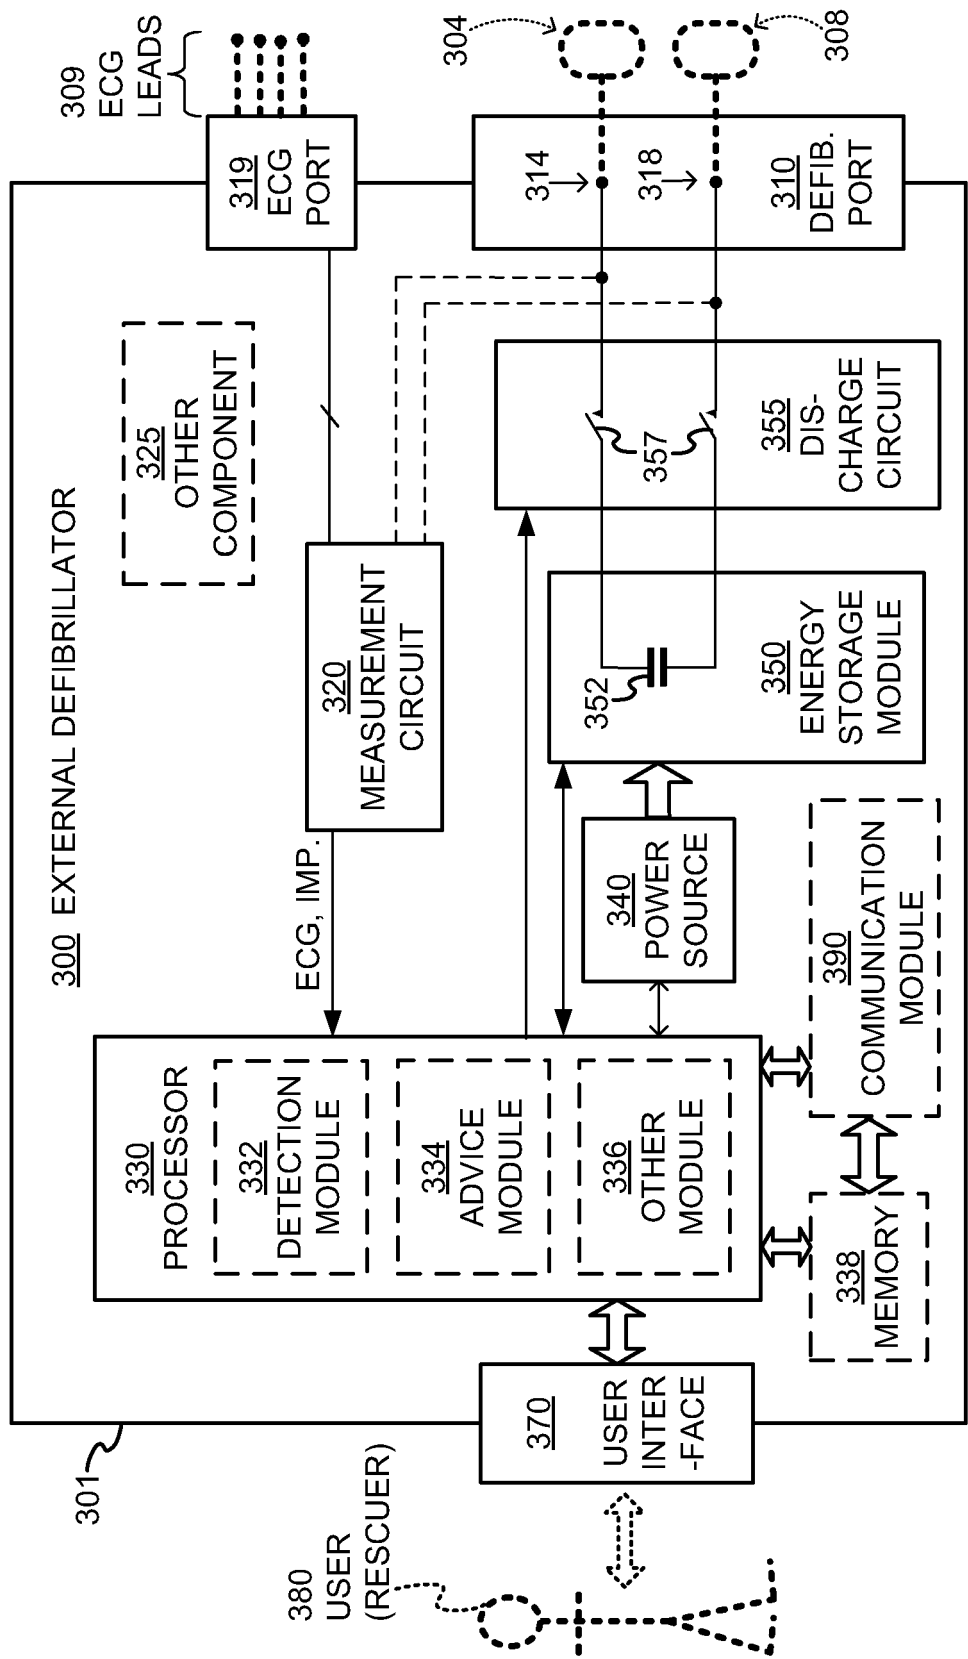 300 EXTERNAL DEFIBRILLATOR
301
309
ECG
LEADS
319
ECG
PORT
304
308
314
318
310
DEFIB.
PORT
325
OTHER
COMPONENT
320
MEASUREMENT
CIRCUIT
ECG, IMP.
357
355
DIS-
CHARGE
CIRCUIT
352
350
ENERGY
STORAGE
MODULE
340
POWER
SOURCE
330
PROCESSOR
332
DETECTION
MODULE
334
ADVICE
MODULE
336
OTHER
MODULE
390
COMMUNICATION
MODULE
338
MEMORY
370
USER
INTER
-FACE
380
USER
(RESCUER)